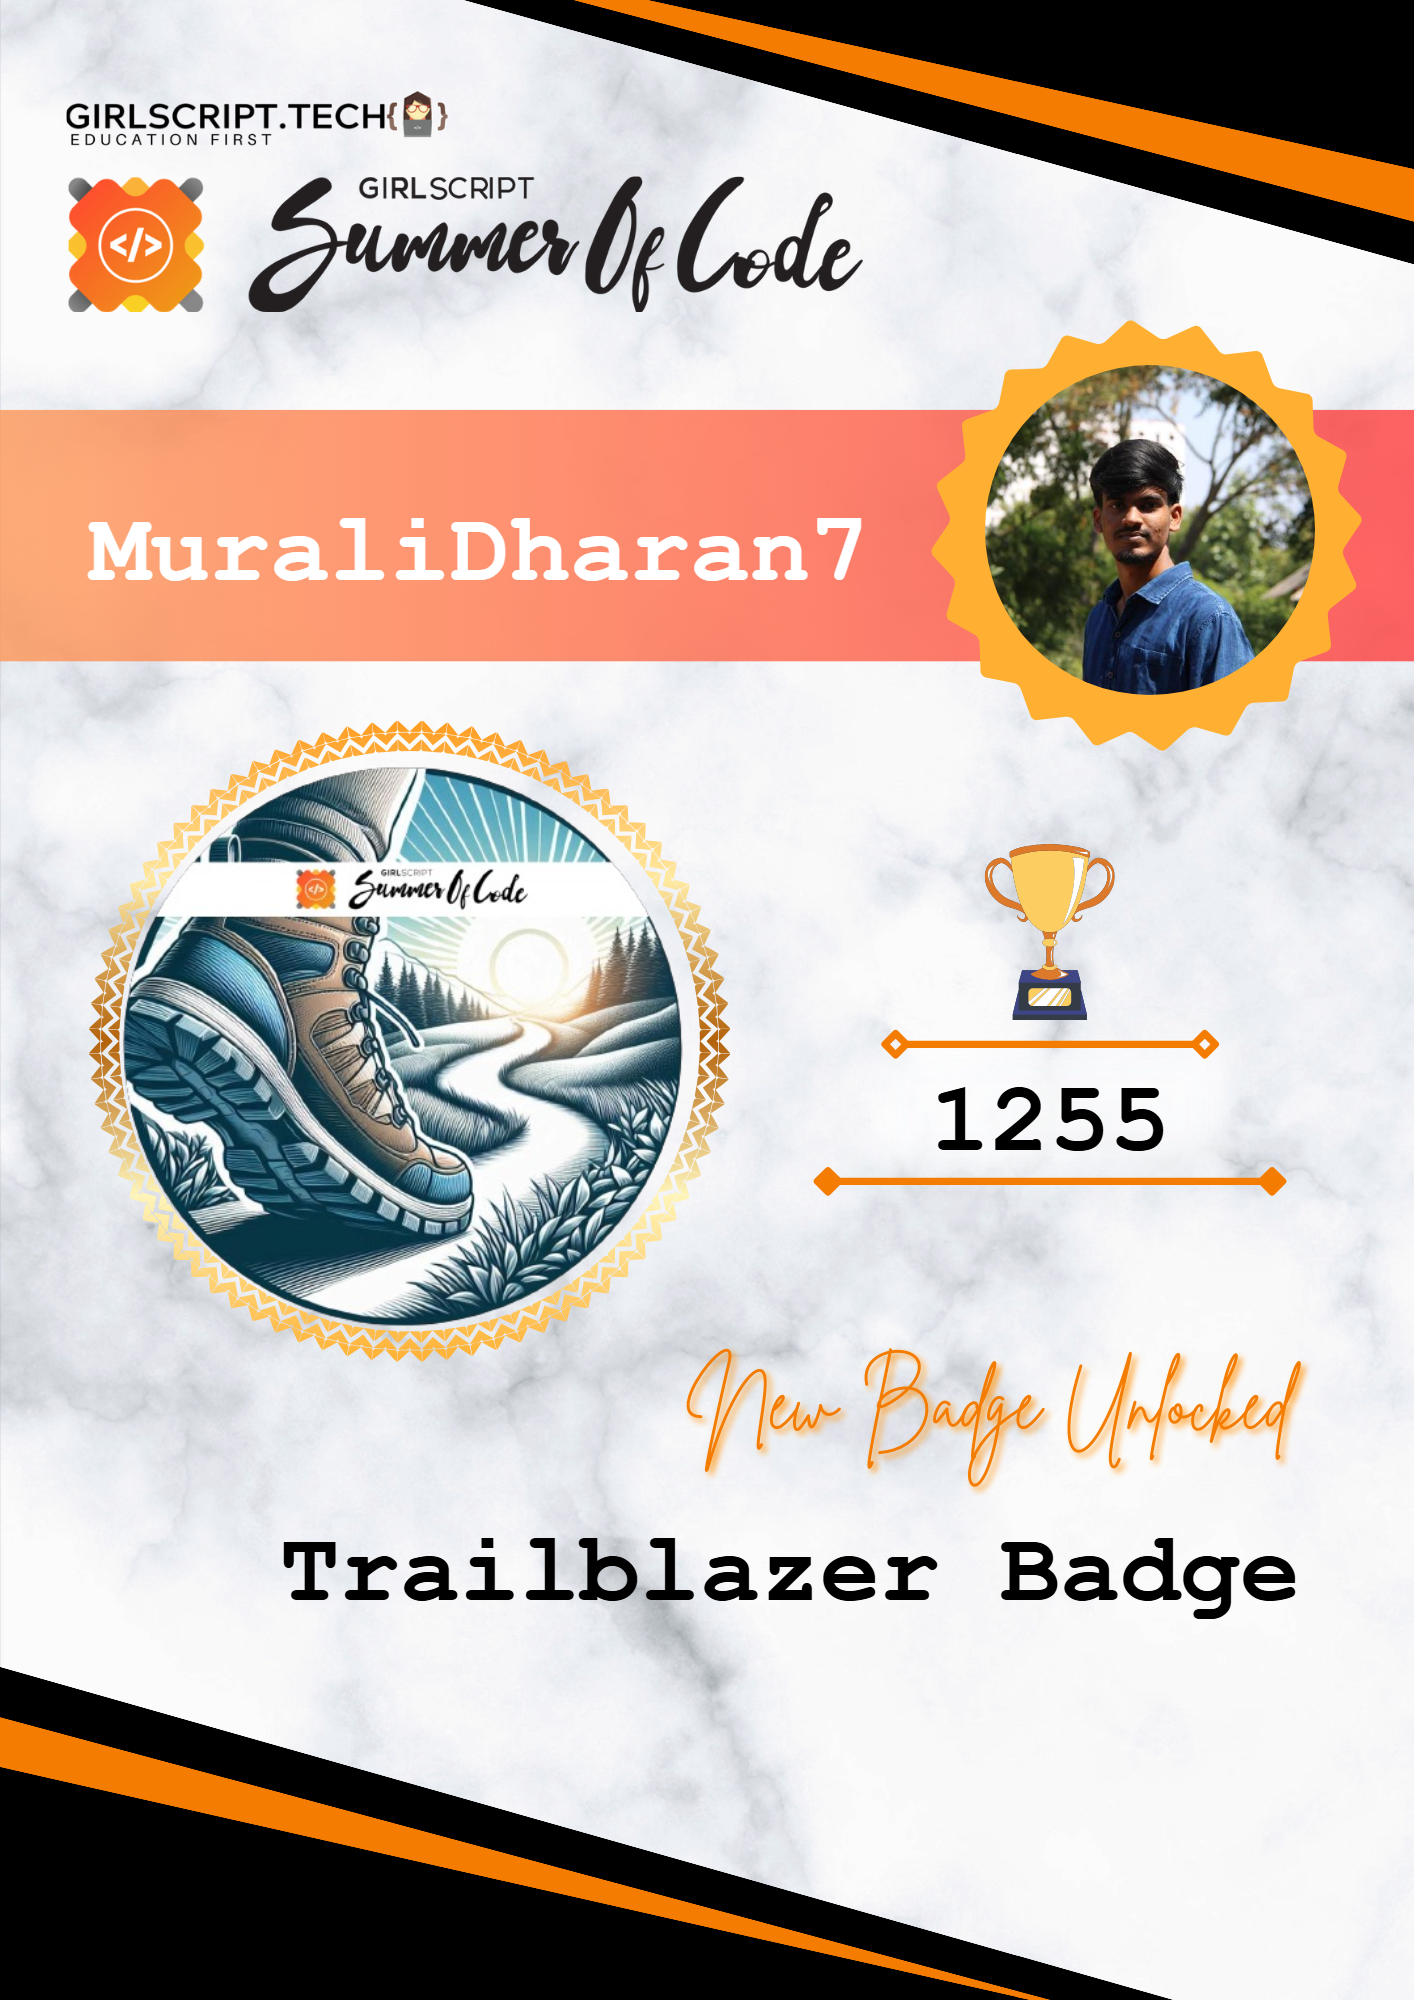 GIRLSCRIPT.TECH{ }
EDUCATION FIRST
GIRLSCRIPT
Summer Of Code
</>
MuraliDharan7
GIRLSCRIPT
Summer Of Code
</>
1255
New Badge Unlocked
Trailblazer Badge